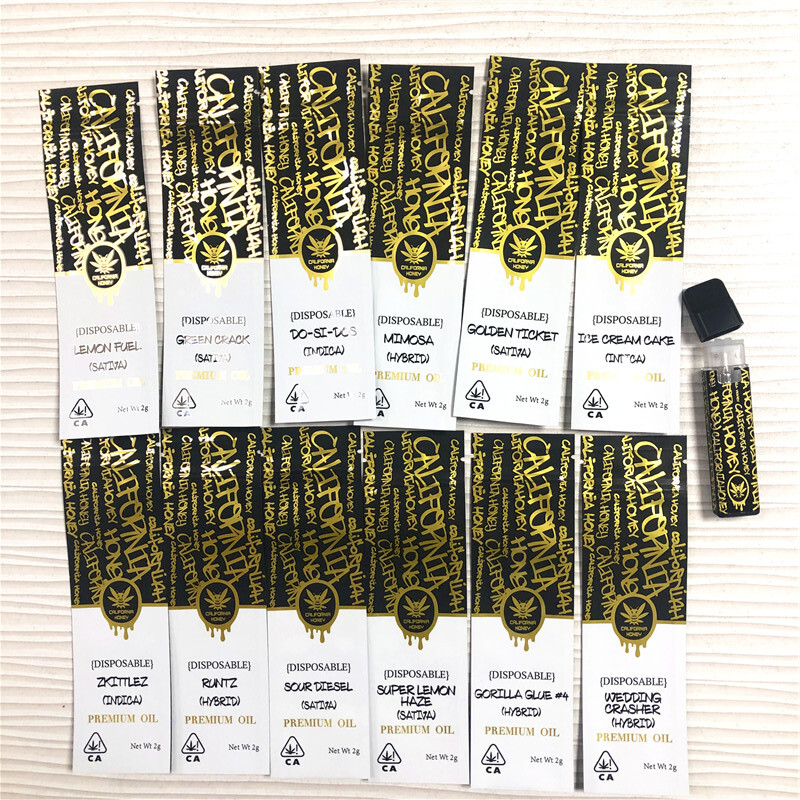 CALIFORNIA HONEY
{DISPOSABLE}
LEMON FUEL
(SATIVA)
PREMIUM OIL
CA
Net Wt 2g
CALIFORNIA HONEY
{DISPOSABLE}
GREEN CRACK
(SATIVA)
PREMIUM OIL
CA
Net Wt 2g
CALIFORNIA HONEY
{DISPOSABLE}
DO-SI-DOS
(INDICA)
PREMIUM OIL
CA
Net Wt 2g
CALIFORNIA HONEY
{DISPOSABLE}
MIMOSA
(HYBRID)
PREMIUM OIL
CA
Net Wt 2g
CALIFORNIA HONEY
{DISPOSABLE}
GOLDEN TICKET
(SATIVA)
PREMIUM OIL
CA
Net Wt 2g
CALIFORNIA HONEY
{DISPOSABLE}
ICE CREAM CAKE
(INDICA)
PREMIUM OIL
CA
Net Wt 2g
CALIFORNIA HONEY
CALIFORNIA HONEY
{DISPOSABLE}
ZKITTLEZ
(INDICA)
PREMIUM OIL
CA
Net Wt 2g
CALIFORNIA HONEY
{DISPOSABLE}
RUNTZ
(HYBRID)
PREMIUM OIL
CA
Net Wt 2g
CALIFORNIA HONEY
{DISPOSABLE}
SOUR DIESEL
(SATIVA)
PREMIUM OIL
CA
Net Wt 2g
CALIFORNIA HONEY
{DISPOSABLE}
SUPER LEMON
HAZE
(SATIVA)
PREMIUM OIL
CA
Net Wt 2g
CALIFORNIA HONEY
{DISPOSABLE}
GORILLA GLUE #4
(HYBRID)
PREMIUM OIL
CA
Net Wt 2g
CALIFORNIA HONEY
{DISPOSABLE}
WEDDING
CRASHER
(HYBRID)
PREMIUM OIL
CA
Net Wt 2g